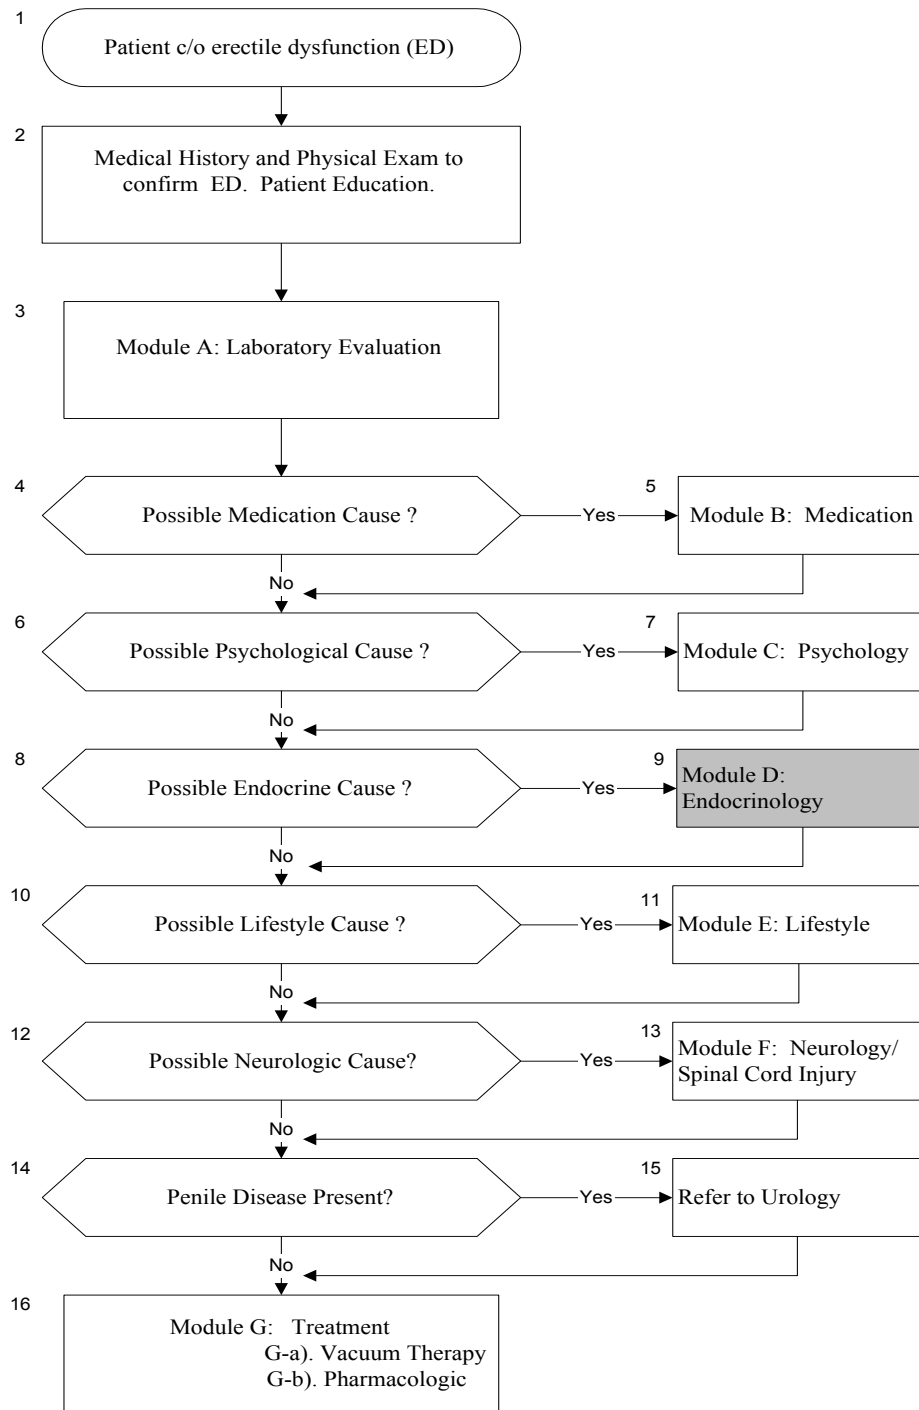 1
Patient c/o erectile dysfunction (ED)
2
Medical History and Physical Exam to
confirm ED. Patient Education.
3
Module A: Laboratory Evaluation
4
Possible Medication Cause ?
Yes
5
Module B: Medication
No
6
Possible Psychological Cause ?
Yes
7
Module C: Psychology
No
8
Possible Endocrine Cause ?
Yes
9
Module D:
Endocrinology
No
10
Possible Lifestyle Cause ?
Yes
11
Module E: Lifestyle
No
12
Possible Neurologic Cause?
Yes
13
Module F: Neurology/
Spinal Cord Injury
No
14
Penile Disease Present?
Yes
15
Refer to Urology
No
16
Module G: Treatment
G-a). Vacuum Therapy
G-b). Pharmacologic